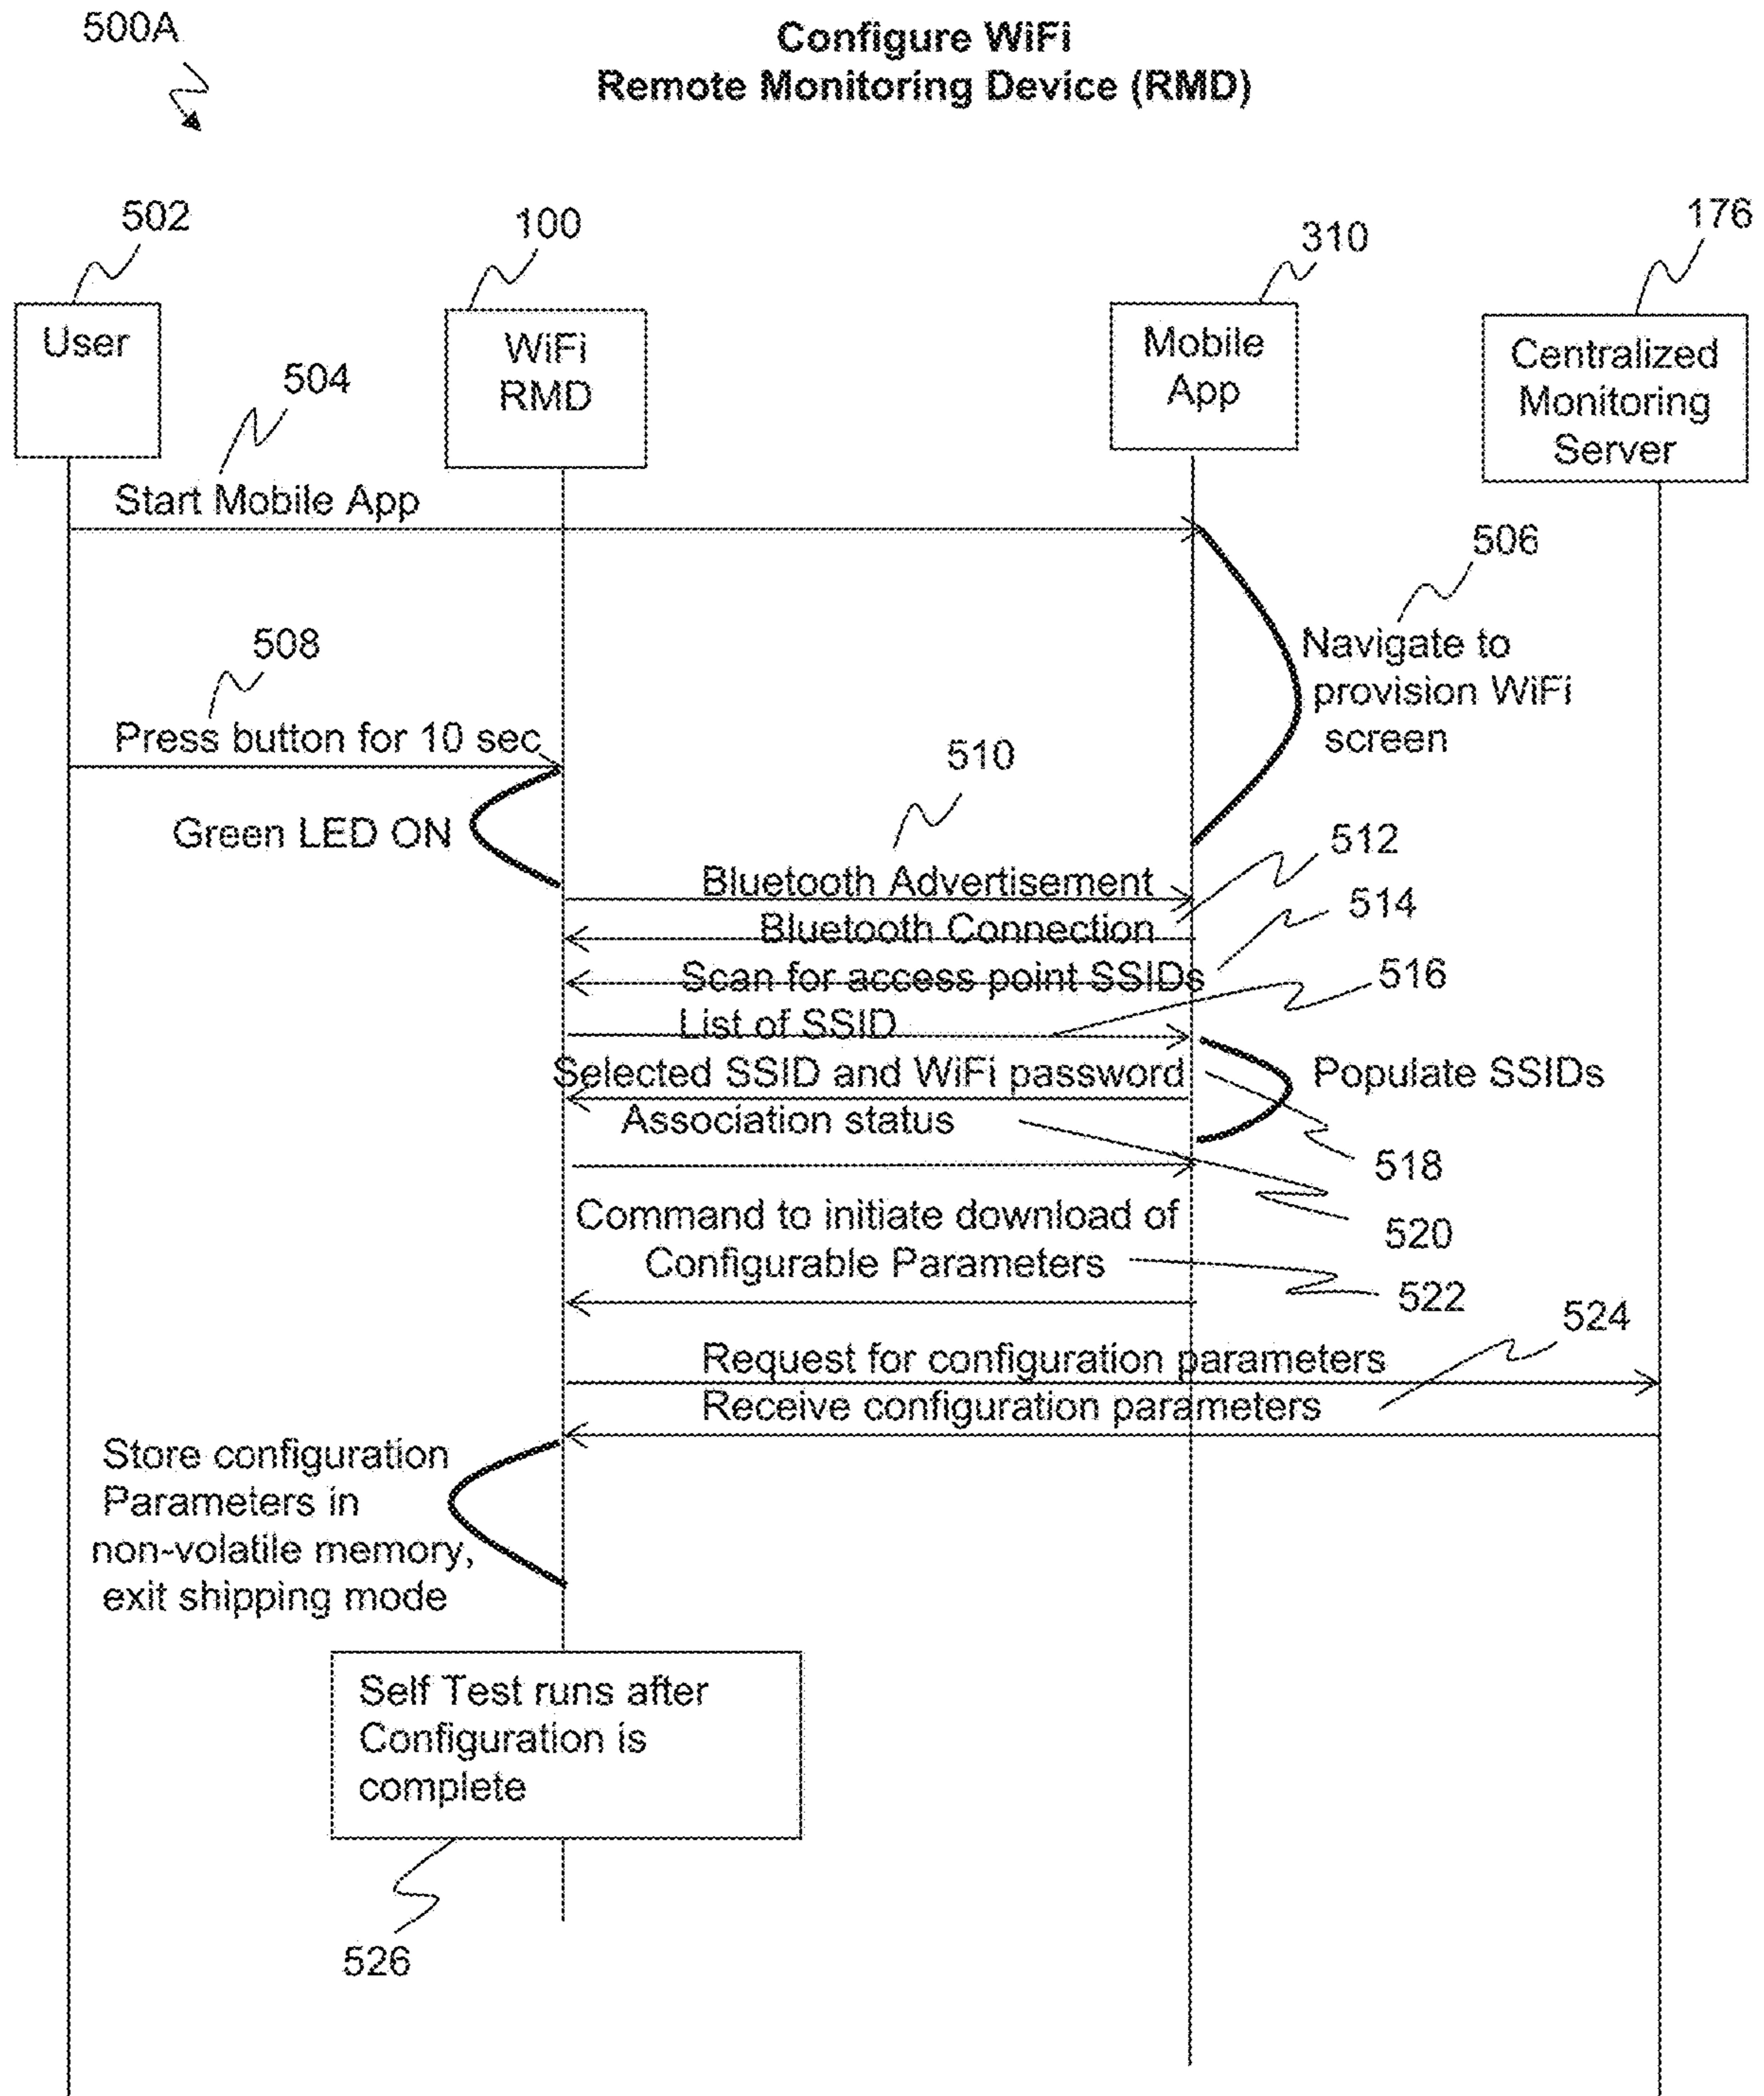 500A
Configure WiFi
Remote Monitoring Device (RMD)
502
100
310
176
User
WiFi
RMD
Mobile
App
Centralized
Monitoring
Server
504
Start Mobile App
506
Navigate to
provision WiFi
screen
508
Press button for 10 sec
Green LED ON
510
Bluetooth Advertisement
512
Bluetooth Connection
514
Scan for access point SSIDs
516
List of SSID
Selected SSID and WiFi password
Populate SSIDs
518
Association status
520
Command to initiate download of
Configurable Parameters
522
524
Request for configuration parameters
Receive configuration parameters
Store configuration
Parameters in
non-volatile memory,
exit shipping mode
Self Test runs after
Configuration is
complete
526